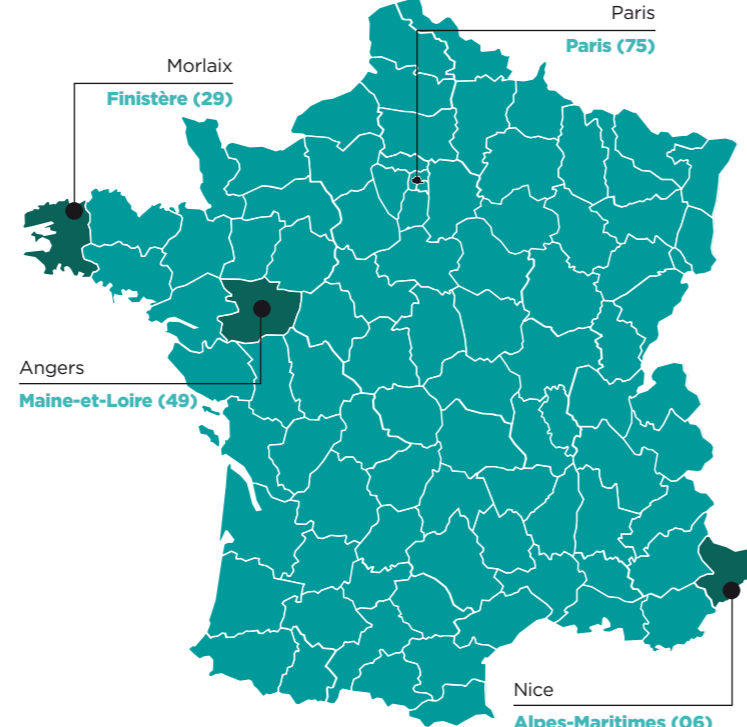 Paris
Paris (75)
Morlaix
Finistère (29)
Angers
Maine-et-Loire (49)
Nice
Alpes-Maritimes (06)